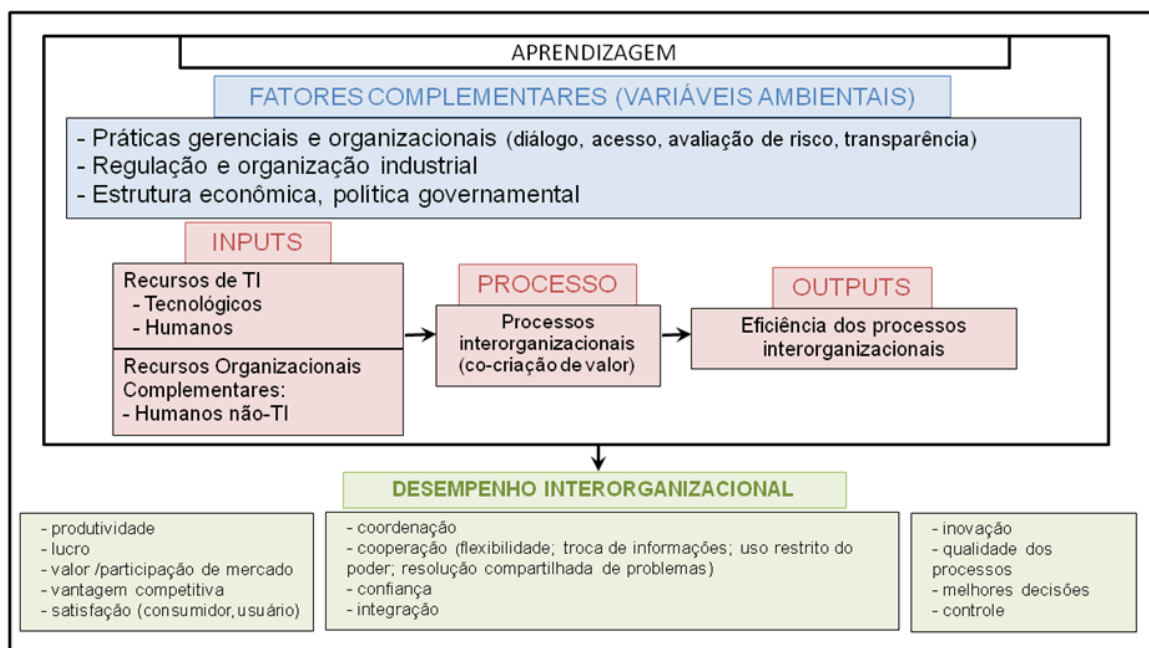 APRENDIZAGEM
FATORES COMPLEMENTARES (VARIÁVEIS AMBIENTAIS)
- Práticas gerenciais e organizacionais (diálogo, acesso, avaliação de risco, transparência)
- Regulação e organização industrial
- Estrutura econômica, política governamental
INPUTS
Recursos de TI
- Tecnológicos
- Humanos
Recursos Organizacionais
Complementares:
- Humanos não-TI
PROCESSO
Processos
interorganizacionais
(co-criação de valor)
OUTPUTS
Eficiência dos processos
interorganizacionais
DESEMPENHO INTERORGANIZACIONAL
- produtividade
- lucro
- valor /participação de mercado
- vantagem competitiva
- satisfação (consumidor, usuário)
- coordenação
- cooperação (flexibilidade; troca de informações; uso restrito do
poder; resolução compartilhada de problemas)
- confiança
- integração
- inovação
- qualidade dos
processos
- melhores decisões
- controle